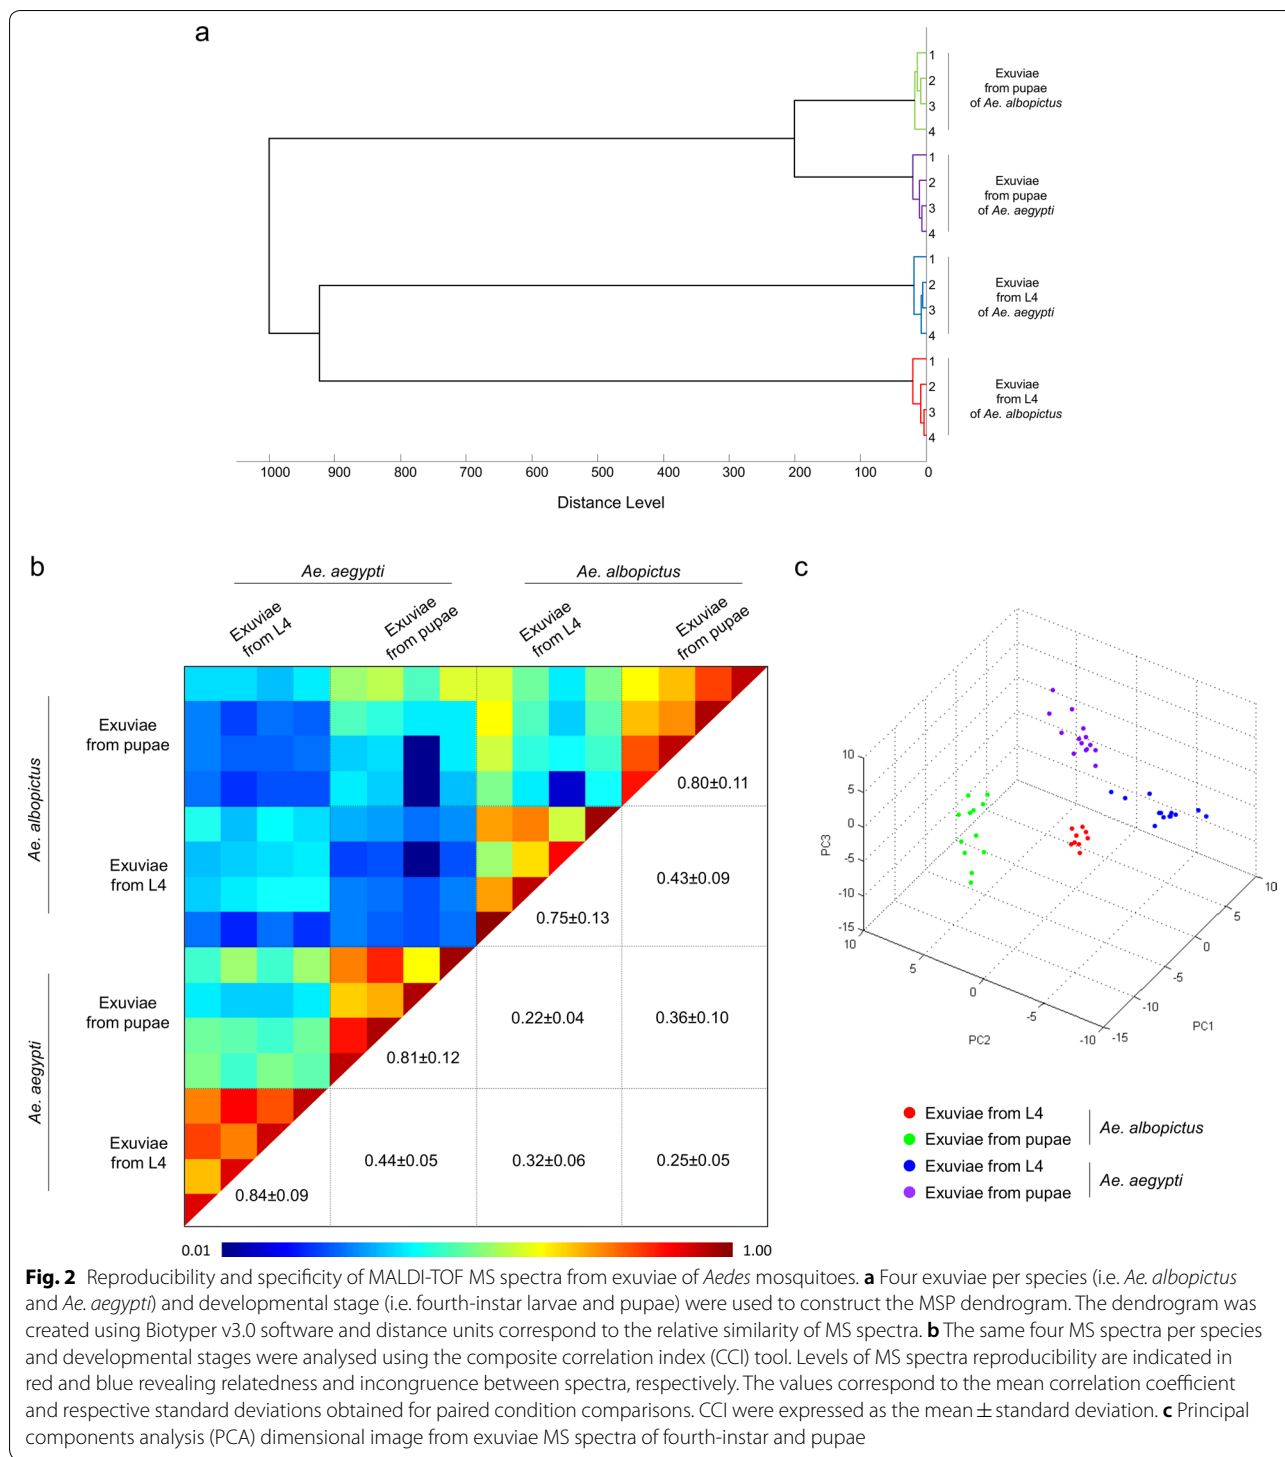 a
1
2
3
4
Exuviae
from pupae
of Ae. albopictus
1
2
3
4
Exuviae
from pupae
of Ae. aegypti
1
2
3
4
Exuviae
from L4
of Ae. aegypti
1
2
3
4
Exuviae
from L4
of Ae. albopictus
1000 900 800 700 600 500 400 300 200 100 0
Distance Level
b
Ae. aegypti
Ae. albopictus
Exuviae
from L4
Exuviae
from pupae
Exuviae
from L4
Exuviae
from pupae
Ae. albopictus
Exuviae
from pupae
Exuviae
from L4
Ae. aegypti
Exuviae
from pupae
Exuviae
from L4
0.80±0.11
0.43±0.09
0.75±0.13
0.22±0.04
0.36±0.10
0.81±0.12
0.44±0.05
0.32±0.06
0.25±0.05
0.84±0.09
0.01
1.00
c
PC3
10
5
0
-5
-10
-15
10
5
0
-5
-10
PC2
-15
-10
-5
0
5
10
PC1
Exuviae from L4
Exuviae from pupae
Ae. albopictus
Exuviae from L4
Exuviae from pupae
Ae. aegypti
Fig. 2 Reproducibility and specificity of MALDI-TOF MS spectra from exuviae of Aedes mosquitoes. a Four exuviae per species (i.e. Ae. albopictus
and Ae. aegypti) and developmental stage (i.e. fourth-instar larvae and pupae) were used to construct the MSP dendrogram. The dendrogram was
created using Biotyper v3.0 software and distance units correspond to the relative similarity of MS spectra. b The same four MS spectra per species
and developmental stages were analysed using the composite correlation index (CCI) tool. Levels of MS spectra reproducibility are indicated in
red and blue revealing relatedness and incongruence between spectra, respectively. The values correspond to the mean correlation coefficient
and respective standard deviations obtained for paired condition comparisons. CCI were expressed as the mean ± standard deviation. c Principal
components analysis (PCA) dimensional image from exuviae MS spectra of fourth-instar and pupae